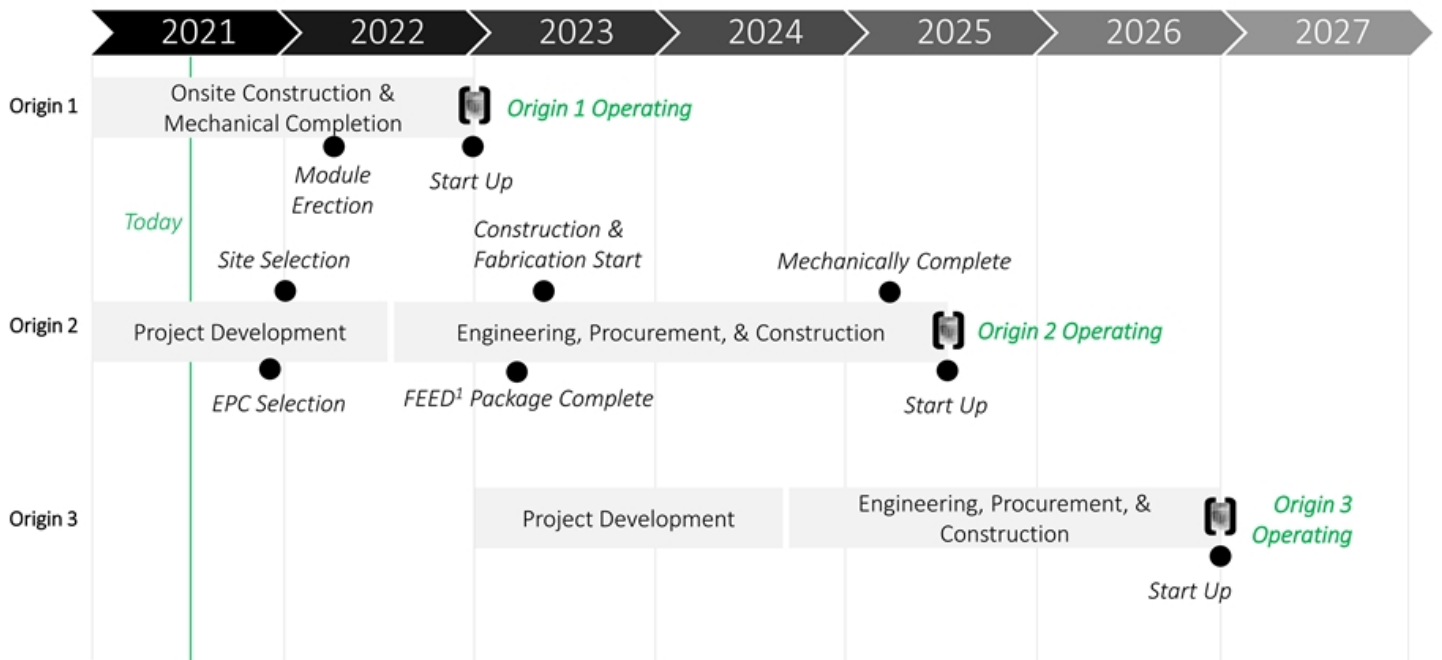 2021 2022 2023 2024 2025 2026 2027
Origin 1
Onsite Construction &
Mechanical Completion
Origin 1 Operating
Module
Erection
Start Up
Today
Site Selection
Construction &
Fabrication Start
Mechanically Complete
Origin 2
Project Development
Engineering, Procurement, & Construction
Origin 2 Operating
EPC Selection
FEED¹ Package Complete
Start Up
Origin 3
Project Development
Engineering, Procurement, &
Construction
Origin 3
Operating
Start Up